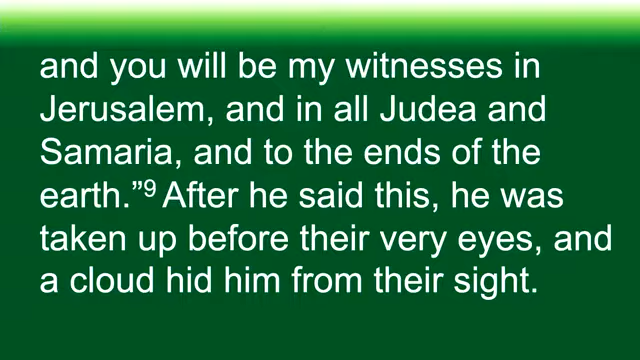 and you will be my witnesses in
Jerusalem, and in all Judea and
Samaria, and to the ends of the
earth.”⁹ After he said this, he was
taken up before their very eyes, and
a cloud hid him from their sight.